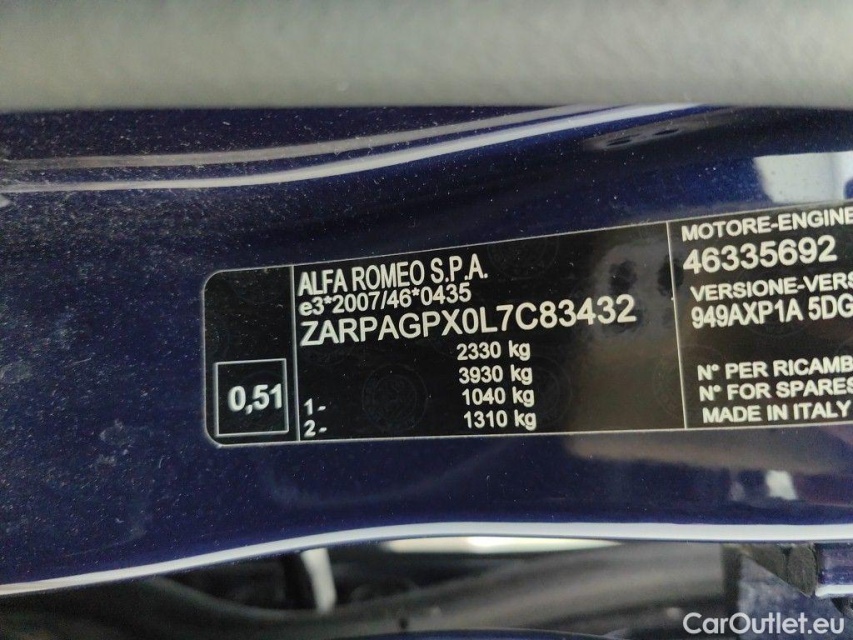 ALFA ROMEO S.P.A.
e3*2007/46*0435
ZARPAGPX0L7C83432
2330 kg
3930 kg
1- 1040 kg
2- 1310 kg
0,51
MOTORE-ENGINE
46335692
VERSIONE-VERS
949AXP1A 5DG
N° PER RICAMB
N° FOR SPARES
MADE IN ITALY
CarOutlet.eu